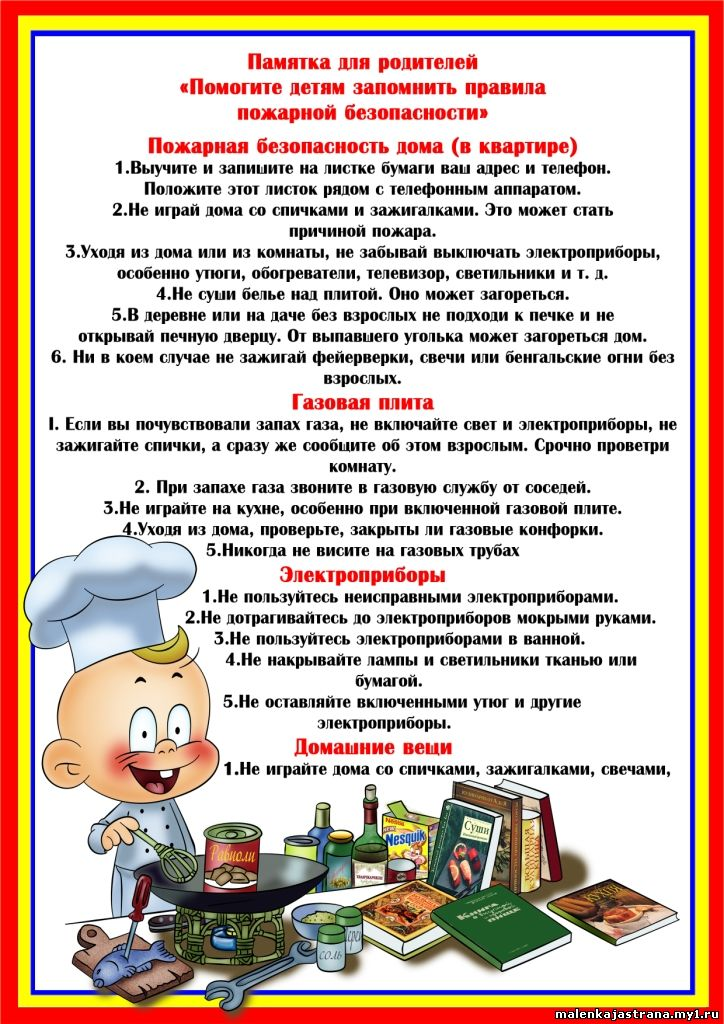 Памятка для родителей
«Помогите детям запомнить правила
пожарной безопасности»
Пожарная безопасность дома (в квартире)
1.Выучите и запишите на листке бумаги ваш адрес и телефон.
Положите этот листок рядом с телефонным аппаратом.
2.Не играй дома со спичками и зажигалками. Это может стать
причиной пожара.
3.Уходя из дома или из комнаты, не забывай выключать электроприборы,
особенно утюги, обогреватели, телевизор, светильники и т. д.
4.Не суши белье над плитой. Оно может загореться.
5.В деревне или на даче без взрослых не подходи к печке и не
открывай печную дверцу. От выпавшего уголька может загореться дом.
6. Ни в коем случае не зажигай фейерверки, свечи или бенгальские огни без
взрослых.
Газовая плита
I. Если вы почувствовали запах газа, не включайте свет и электроприборы, не
зажигайте спички, а сразу же сообщите об этом взрослым. Срочно проветри
комнату.
2. При запахе газа звоните в газовую службу от соседей.
3.Не играйте на кухне, особенно при включенной газовой плите.
4.Уходя из дома, проверьте, закрыты ли газовые конфорки.
5.Никогда не висите на газовых трубах
Электроприборы
1.Не пользуйтесь неисправными электроприборами.
2.Не дотрагивайтесь до электроприборов мокрыми руками.
3.Не пользуйтесь электроприборами в ванной.
4.Не накрывайте лампы и светильники тканью или
бумагой.
5.Не оставляйте включенными утюг и другие
электроприборы.
Домашние вещи
1.Не играйте дома со спичками, зажигалками, свечами,
Nestle
Nesquik
Суши
Равиоли
Книга
пище
соль
malenkajastrana.my1.ru